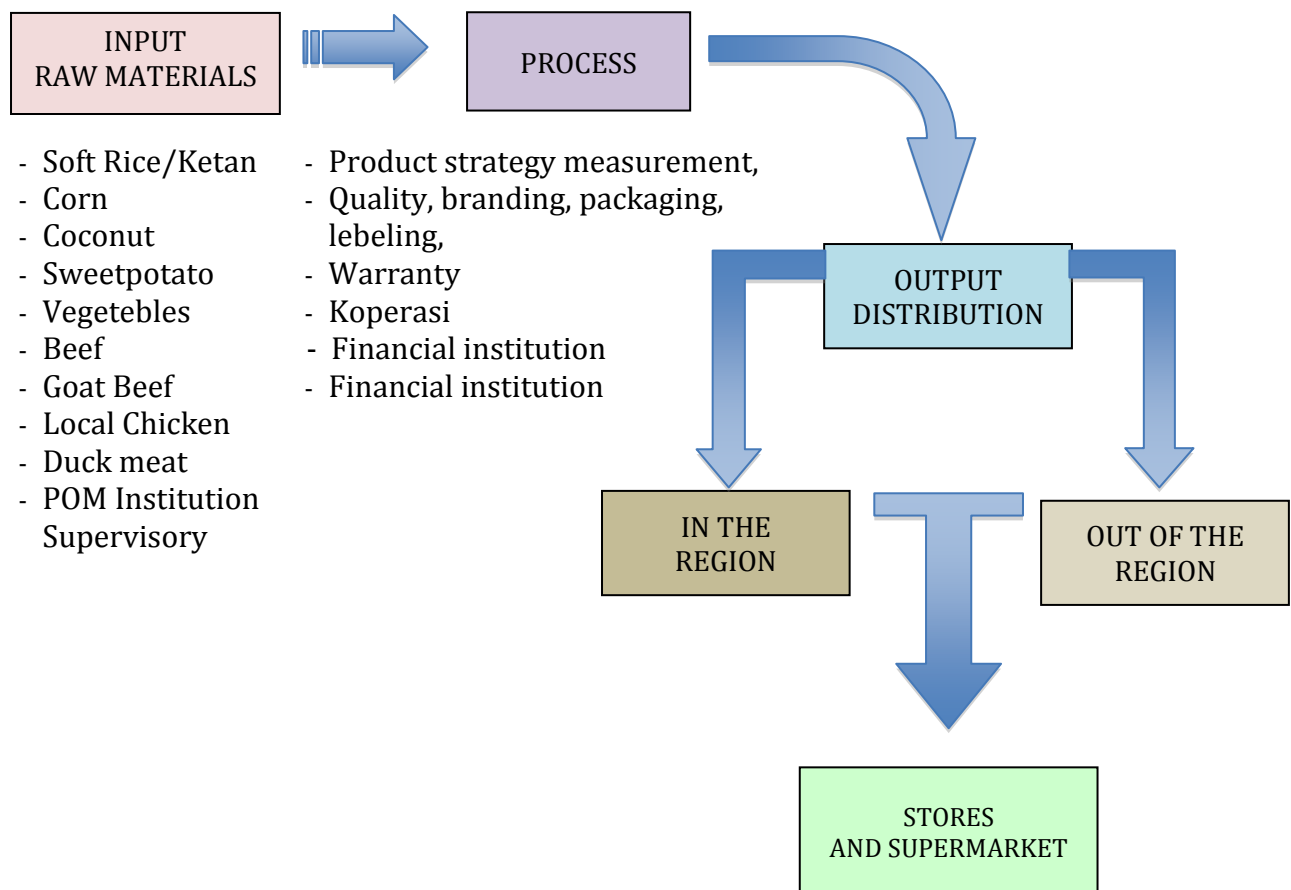 INPUT
RAW MATERIALS
PROCESS
- Soft Rice/Ketan
- Corn
- Coconut
- Sweetpotato
- Vegetebles
- Beef
- Goat Beef
- Local Chicken
- Duck meat
- POM Institution
Supervisory
- Product strategy measurement,
- Quality, branding, packaging,
lebeling,
- Warranty
- Koperasi
- Financial institution
- Financial institution
OUTPUT
DISTRIBUTION
IN THE
REGION
OUT OF THE
REGION
STORES
AND SUPERMARKET